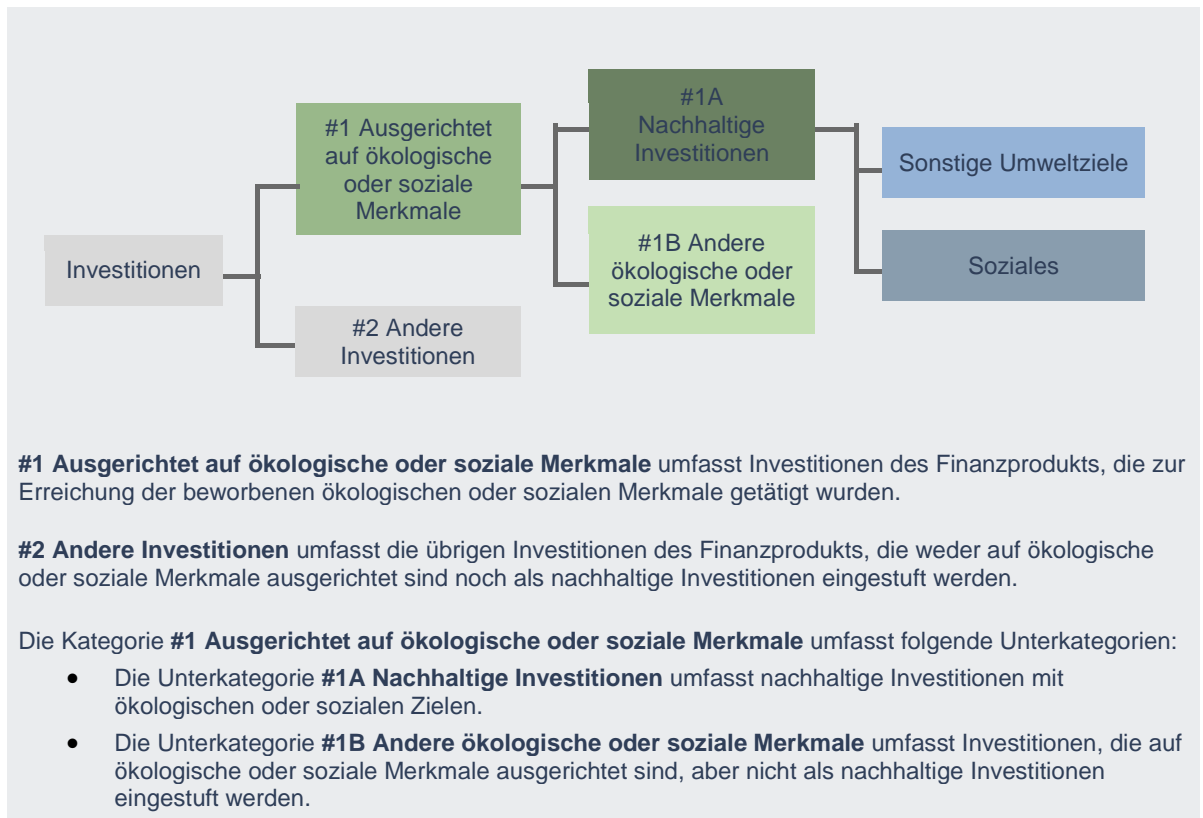 #1 Ausgerichtet
auf ökologische
oder soziale
Merkmale
#1A
Nachhaltige
Investitionen
Sonstige Umweltziele
#1B Andere
ökologische oder
soziale Merkmale
Soziales
Investitionen
#2 Andere
Investitionen
#1 Ausgerichtet auf ökologische oder soziale Merkmale umfasst Investitionen des Finanzprodukts, die zur
Erreichung der beworbenen ökologischen oder sozialen Merkmale getätigt wurden.
#2 Andere Investitionen umfasst die übrigen Investitionen des Finanzprodukts, die weder auf ökologische
oder soziale Merkmale ausgerichtet sind noch als nachhaltige Investitionen eingestuft werden.
Die Kategorie #1 Ausgerichtet auf ökologische oder soziale Merkmale umfasst folgende Unterkategorien:
• Die Unterkategorie #1A Nachhaltige Investitionen umfasst nachhaltige Investitionen mit
ökologischen oder sozialen Zielen.
• Die Unterkategorie #1B Andere ökologische oder soziale Merkmale umfasst Investitionen, die auf
ökologische oder soziale Merkmale ausgerichtet sind, aber nicht als nachhaltige Investitionen
eingestuft werden.